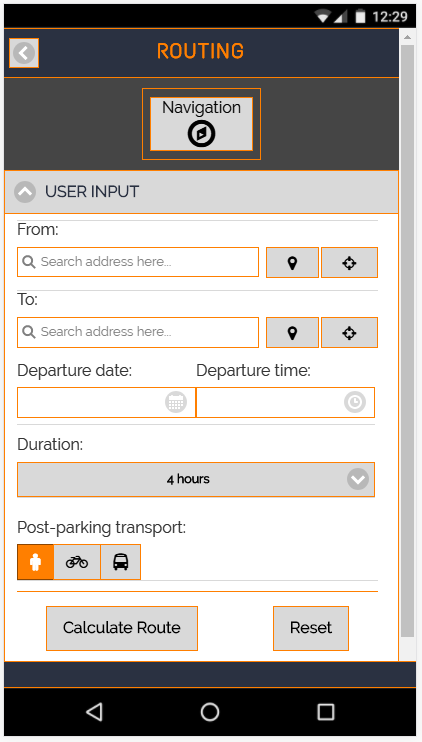 12:29
ROUTING
Navigation
USER INPUT
From:
Search address here...
To:
Search address here...
Departure date: Departure time:
Duration:
4 hours
Post-parking transport:
Calculate Route Reset